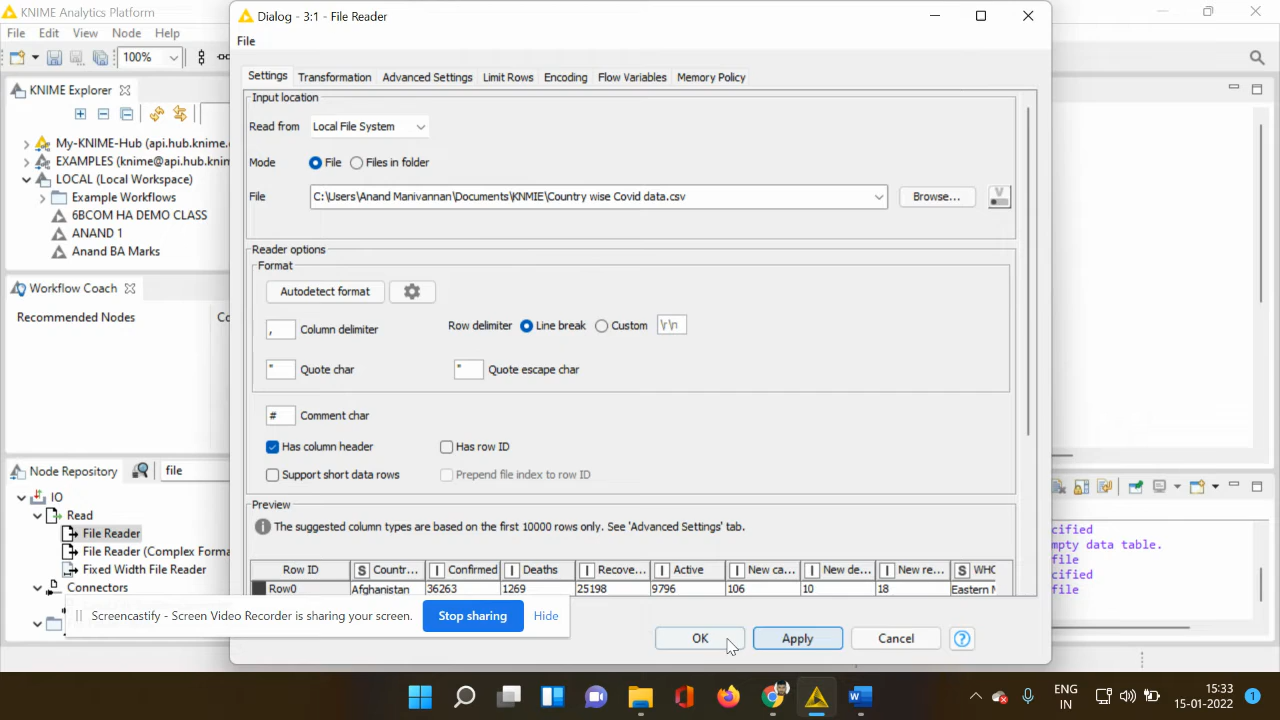 KNIME Analytics Platform
File Edit View Node Help
100%
KNIME Explorer
My-KNIME-Hub (api.hub.knime.
EXAMPLES (knime@api.hub.knim
LOCAL (Local Workspace)
Example Workflows
6BCOM HA DEMO CLASS
ANAND 1
Anand BA Marks
Workflow Coach
Recommended Nodes
Node Repository file
IO
Read
File Reader
File Reader (Complex Forma
Fixed Width File Reader
Connectors
Dialog - 3:1 - File Reader
File
Settings Transformation Advanced Settings Limit Rows Encoding Flow Variables Memory Policy
Input location
Read from Local File System
Mode File Files in folder
File C:\Users\Anand Manivannan\Documents\KNMIE\Country wise Covid data.csv Browse...
Reader options
Format
Autodetect format
, Column delimiter Row delimiter Line break Custom \r\n
" Quote char " Quote escape char
# Comment char
Has column header Has row ID
Support short data rows Prepend file index to row ID
Preview
The suggested column types are based on the first 10000 rows only. See 'Advanced Settings' tab.
Row ID S Countr... I Confirmed I Deaths I Recove... I Active I New ca... I New de... I New re... S WHO
Row0 Afghanistan 36263 1269 25198 9796 106 10 18 Eastern M
OK Apply Cancel ?
Screencastify - Screen Video Recorder is sharing your screen. Stop sharing Hide
cified
mpty data table.
file
cified
file
ENG
IN
15:33
15-01-2022
1